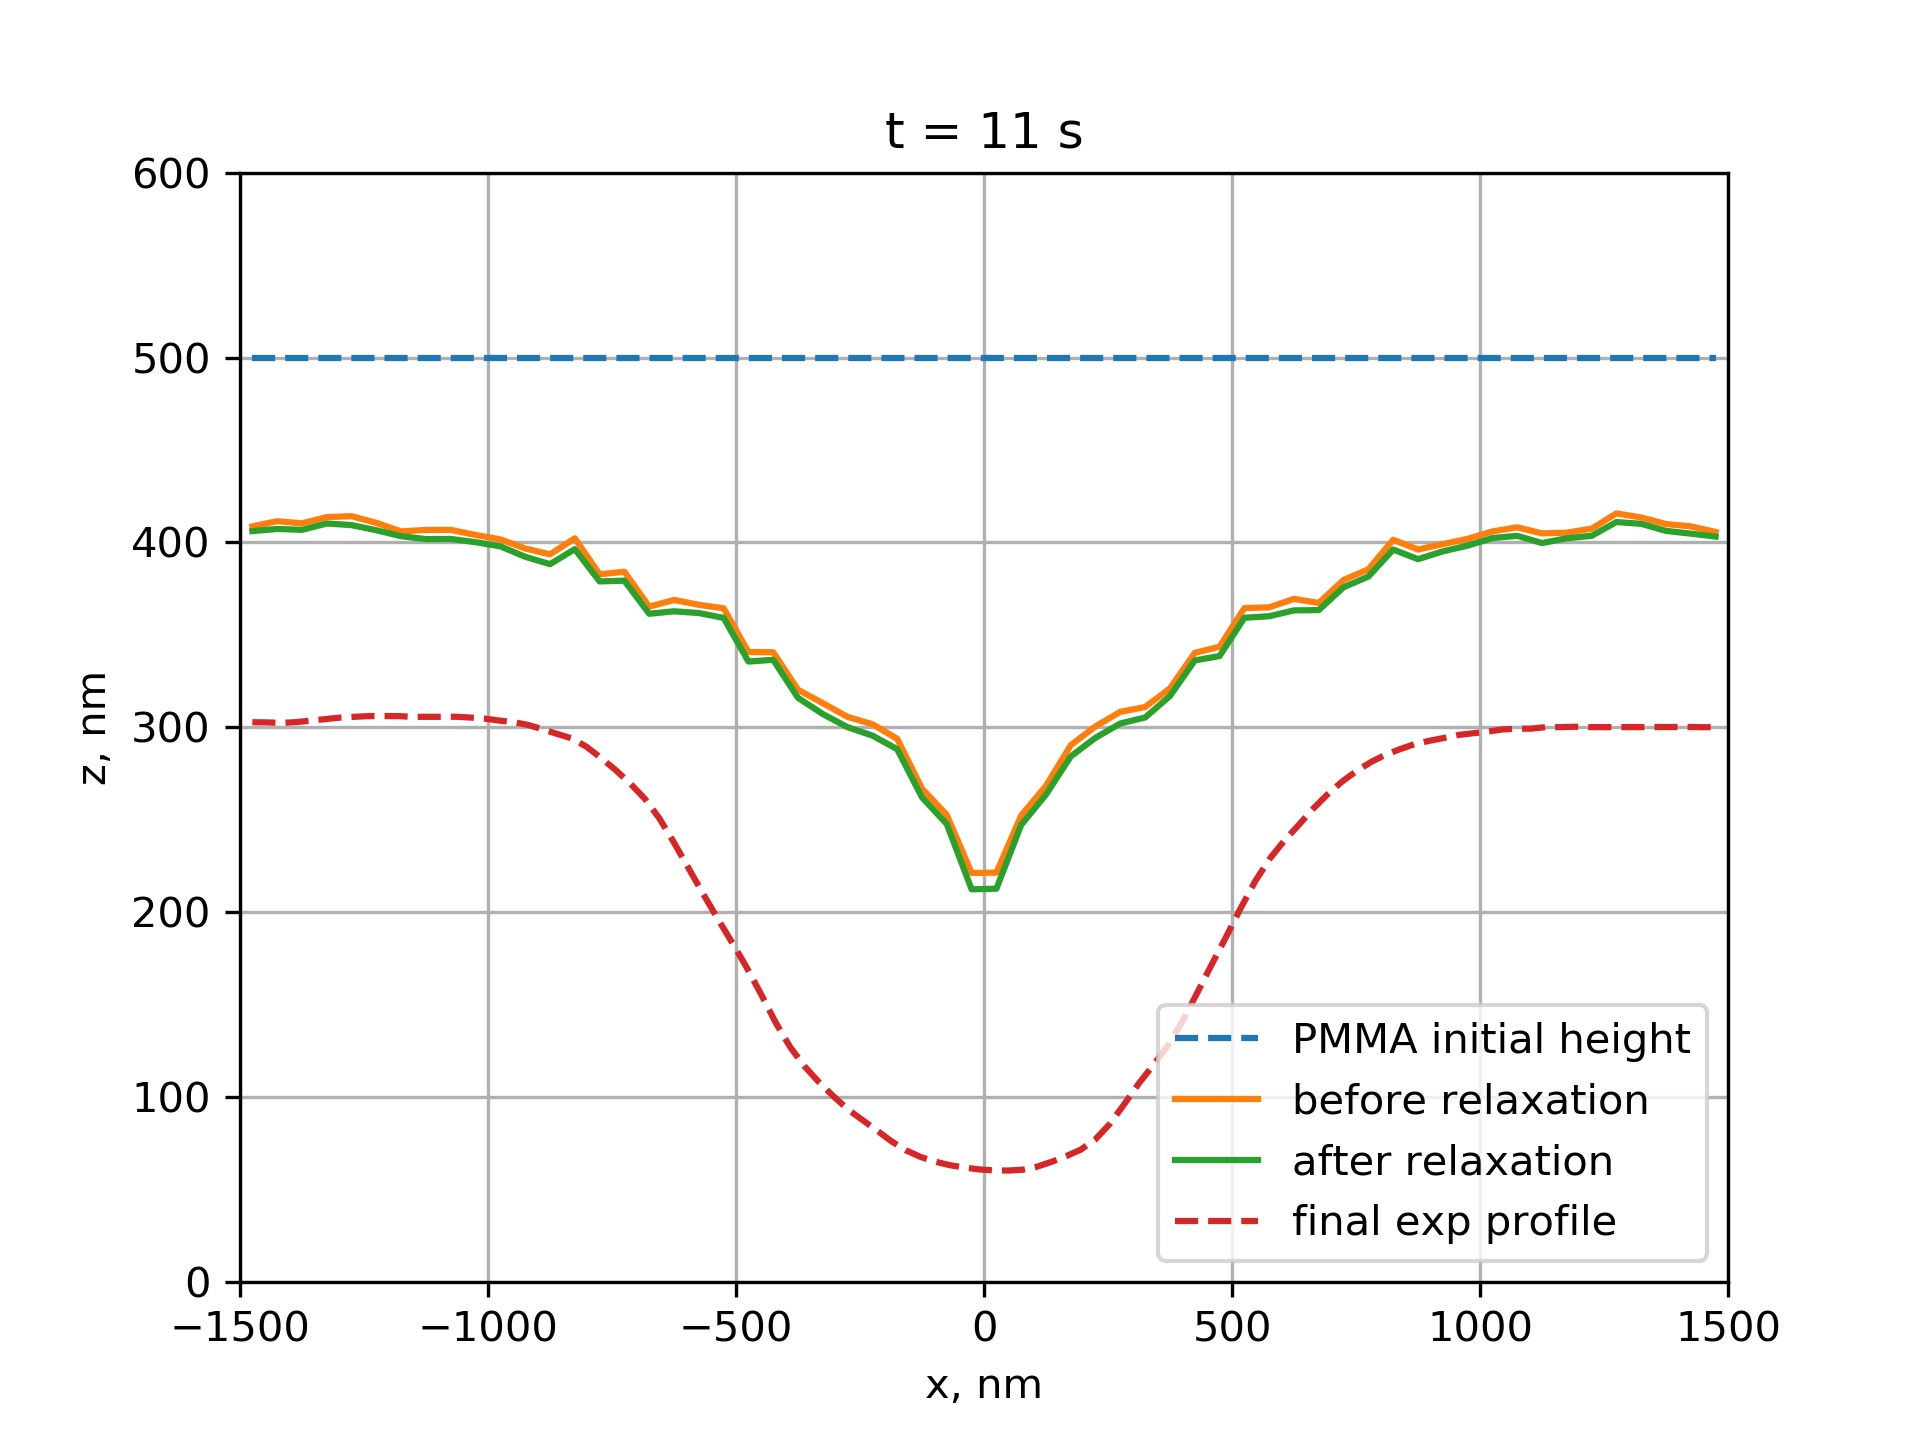 t = 11 s
600
500
400
300
200
100
0
z, nm
−1500 −1000 −500 0 500 1000 1500
x, nm
PMMA initial height
before relaxation
after relaxation
final exp profile